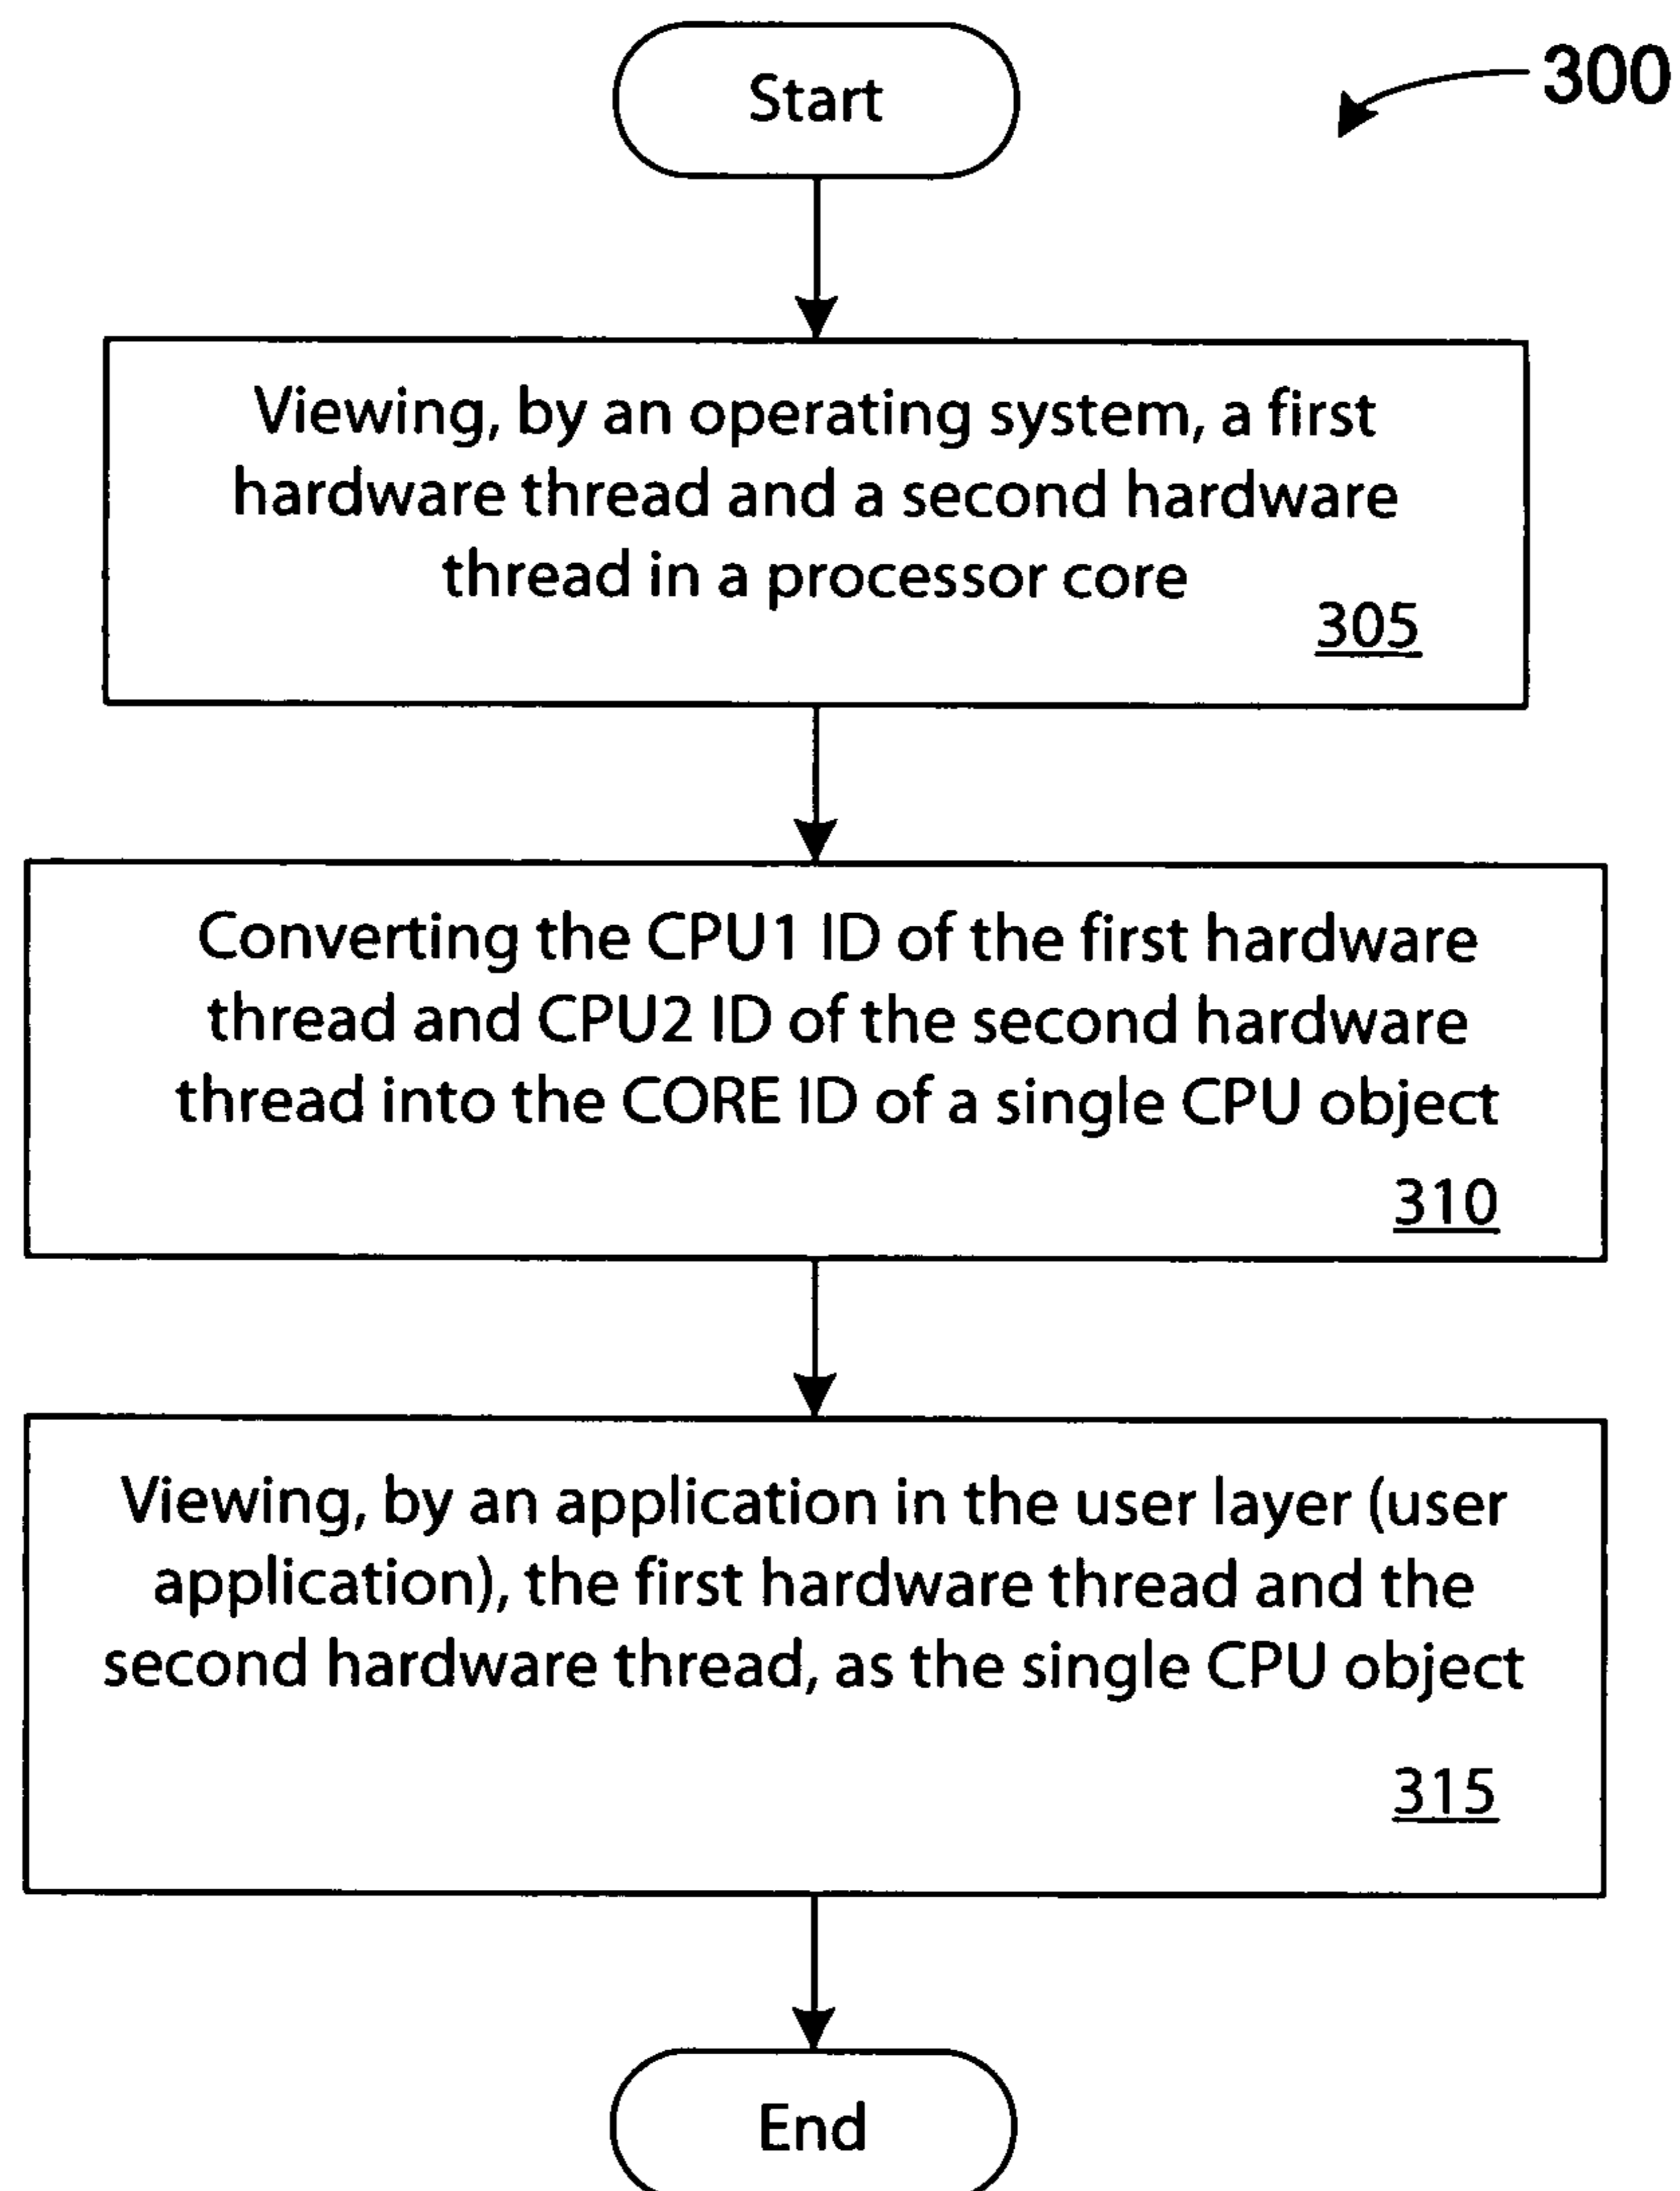 Start
300
Viewing, by an operating system, a first
hardware thread and a second hardware
thread in a processor core
305
Converting the CPU1 ID of the first hardware
thread and CPU2 ID of the second hardware
thread into the CORE ID of a single CPU object
310
Viewing, by an application in the user layer (user
application), the first hardware thread and the
second hardware thread, as the single CPU object
315
End